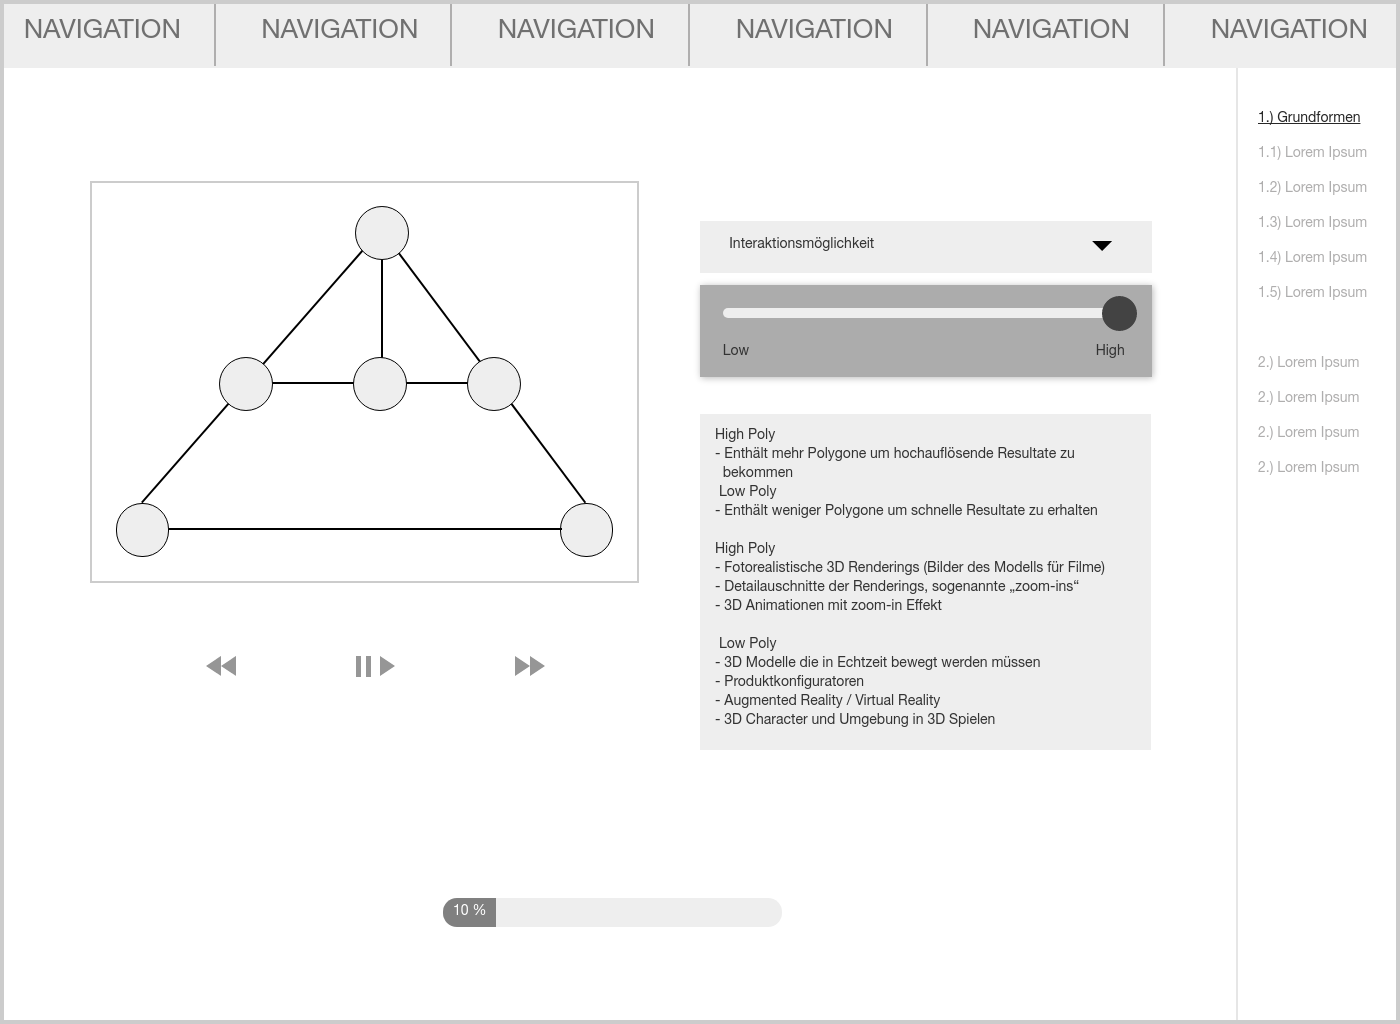 NAVIGATION NAVIGATION NAVIGATION NAVIGATION NAVIGATION NAVIGATION
Interaktionsmöglichkeit
Low High
High Poly
- Enthält mehr Polygone um hochauflösende Resultate zu
bekommen
Low Poly
- Enthält weniger Polygone um schnelle Resultate zu erhalten
High Poly
- Fotorealistische 3D Renderings (Bilder des Modells für Filme)
- Detailauschnitte der Renderings, sogenannte „zoom-ins“
- 3D Animationen mit zoom-in Effekt
Low Poly
- 3D Modelle die in Echtzeit bewegt werden müssen
- Produktkonfiguratoren
- Augmented Reality / Virtual Reality
- 3D Character und Umgebung in 3D Spielen
10 %
1.) Grundformen
1.1) Lorem Ipsum
1.2) Lorem Ipsum
1.3) Lorem Ipsum
1.4) Lorem Ipsum
1.5) Lorem Ipsum
2.) Lorem Ipsum
2.) Lorem Ipsum
2.) Lorem Ipsum
2.) Lorem Ipsum